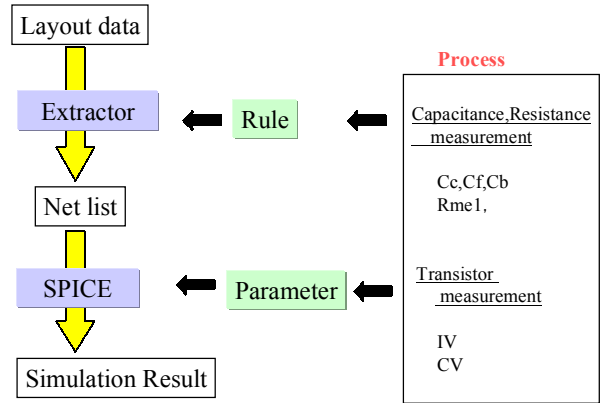 Layout data
Extractor
Net list
SPICE
Simulation Result
Rule
Parameter
Process
Capacitance,Resistance
measurement
Cc,Cf,Cb
Rme1,
Transistor
measurement
IV
CV